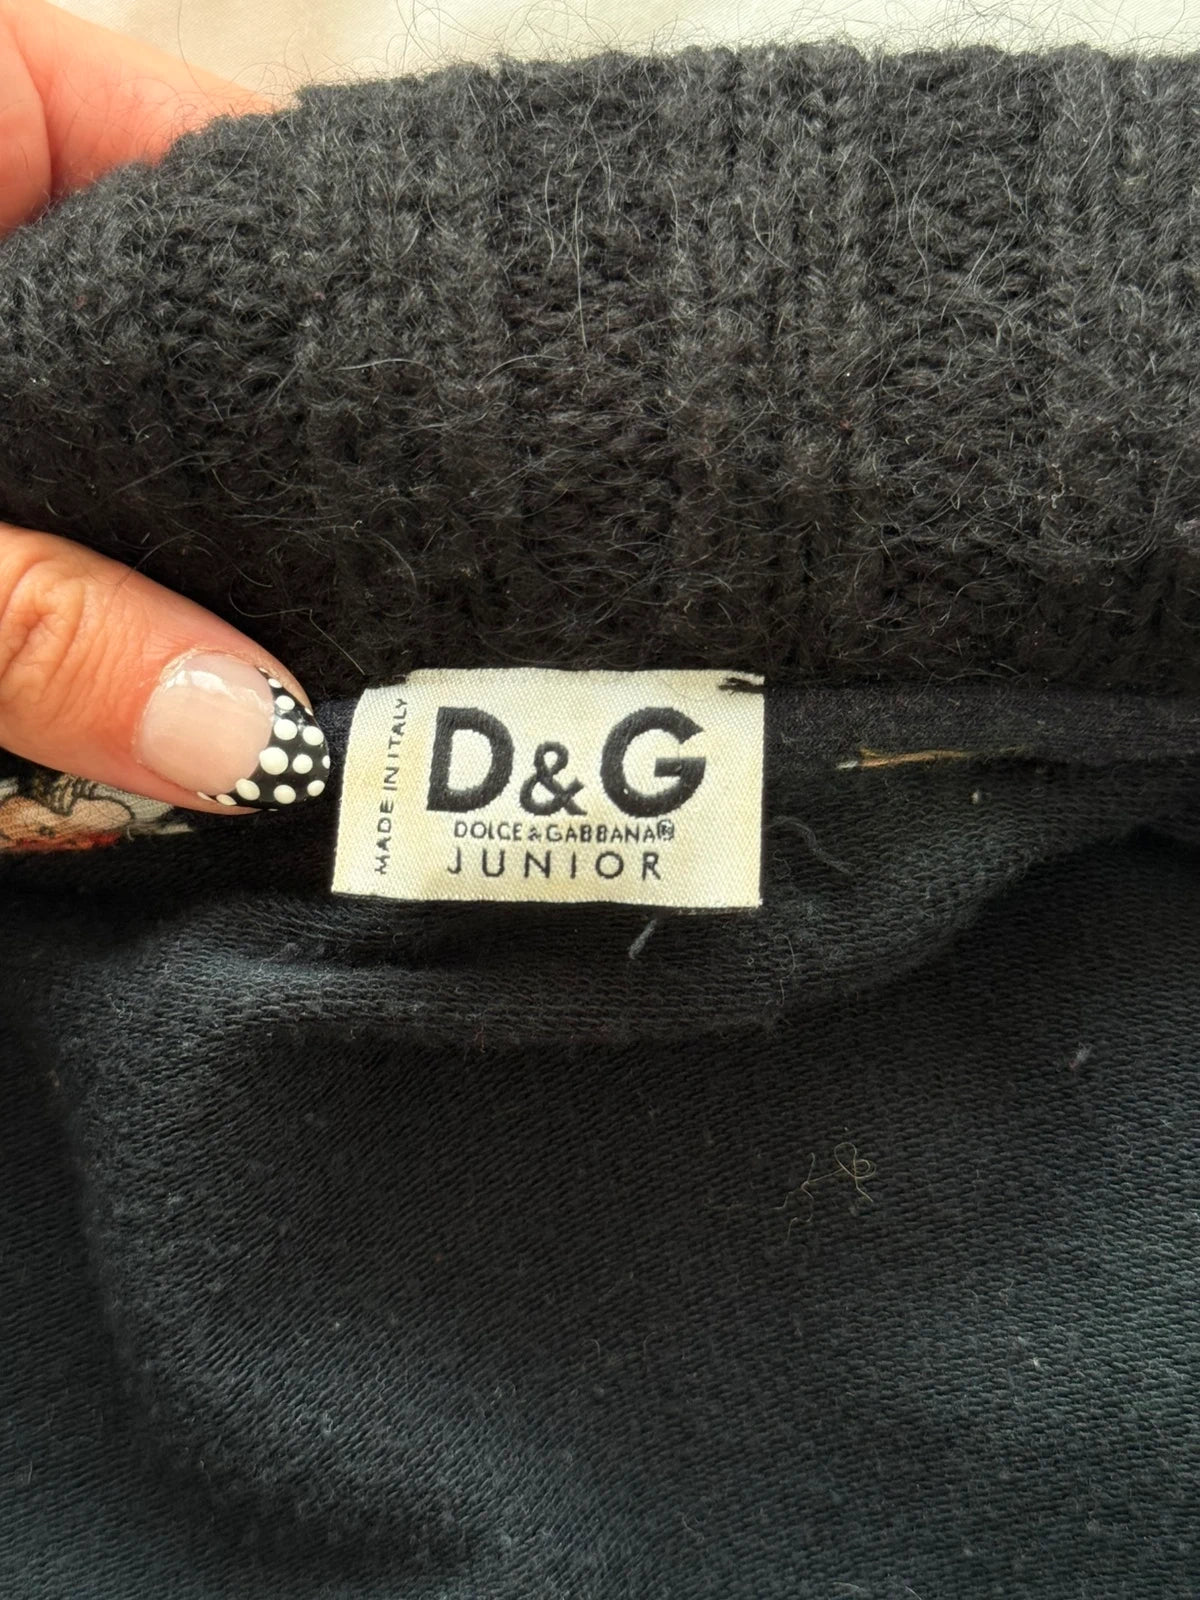 MADE IN ITALY
D&G
DOLCE & GABBANA®
JUNIOR